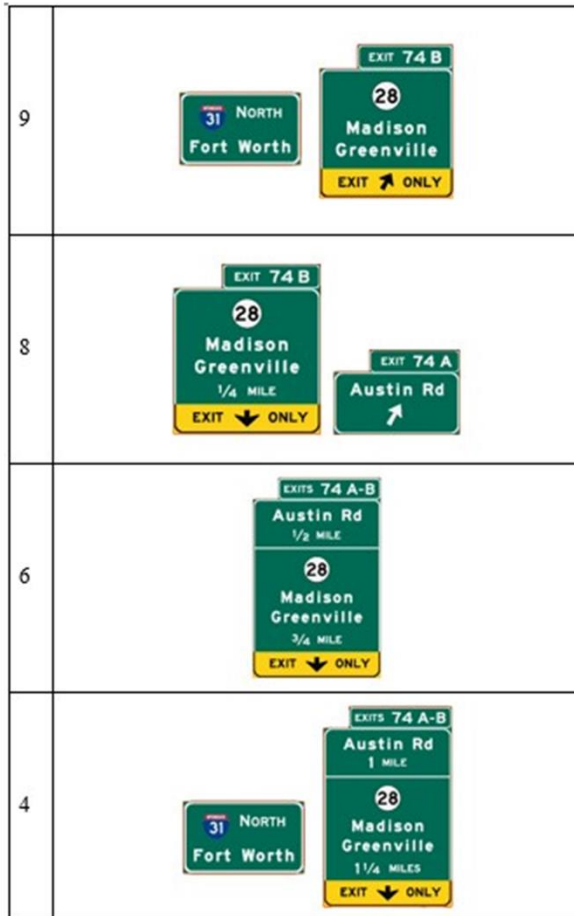 9
31 NORTH
Fort Worth
EXIT 74 B
28
Madison
Greenville
EXIT ONLY
8
EXIT 74 B
28
Madison
Greenville
1/4 MILE
EXIT ONLY
EXIT 74 A
Austin Rd
6
EXITS 74 A-B
Austin Rd
1/2 MILE
28
Madison
Greenville
3/4 MILE
EXIT ONLY
4
31 NORTH
Fort Worth
EXITS 74 A-B
Austin Rd
1 MILE
28
Madison
Greenville
1 1/4 MILES
EXIT ONLY